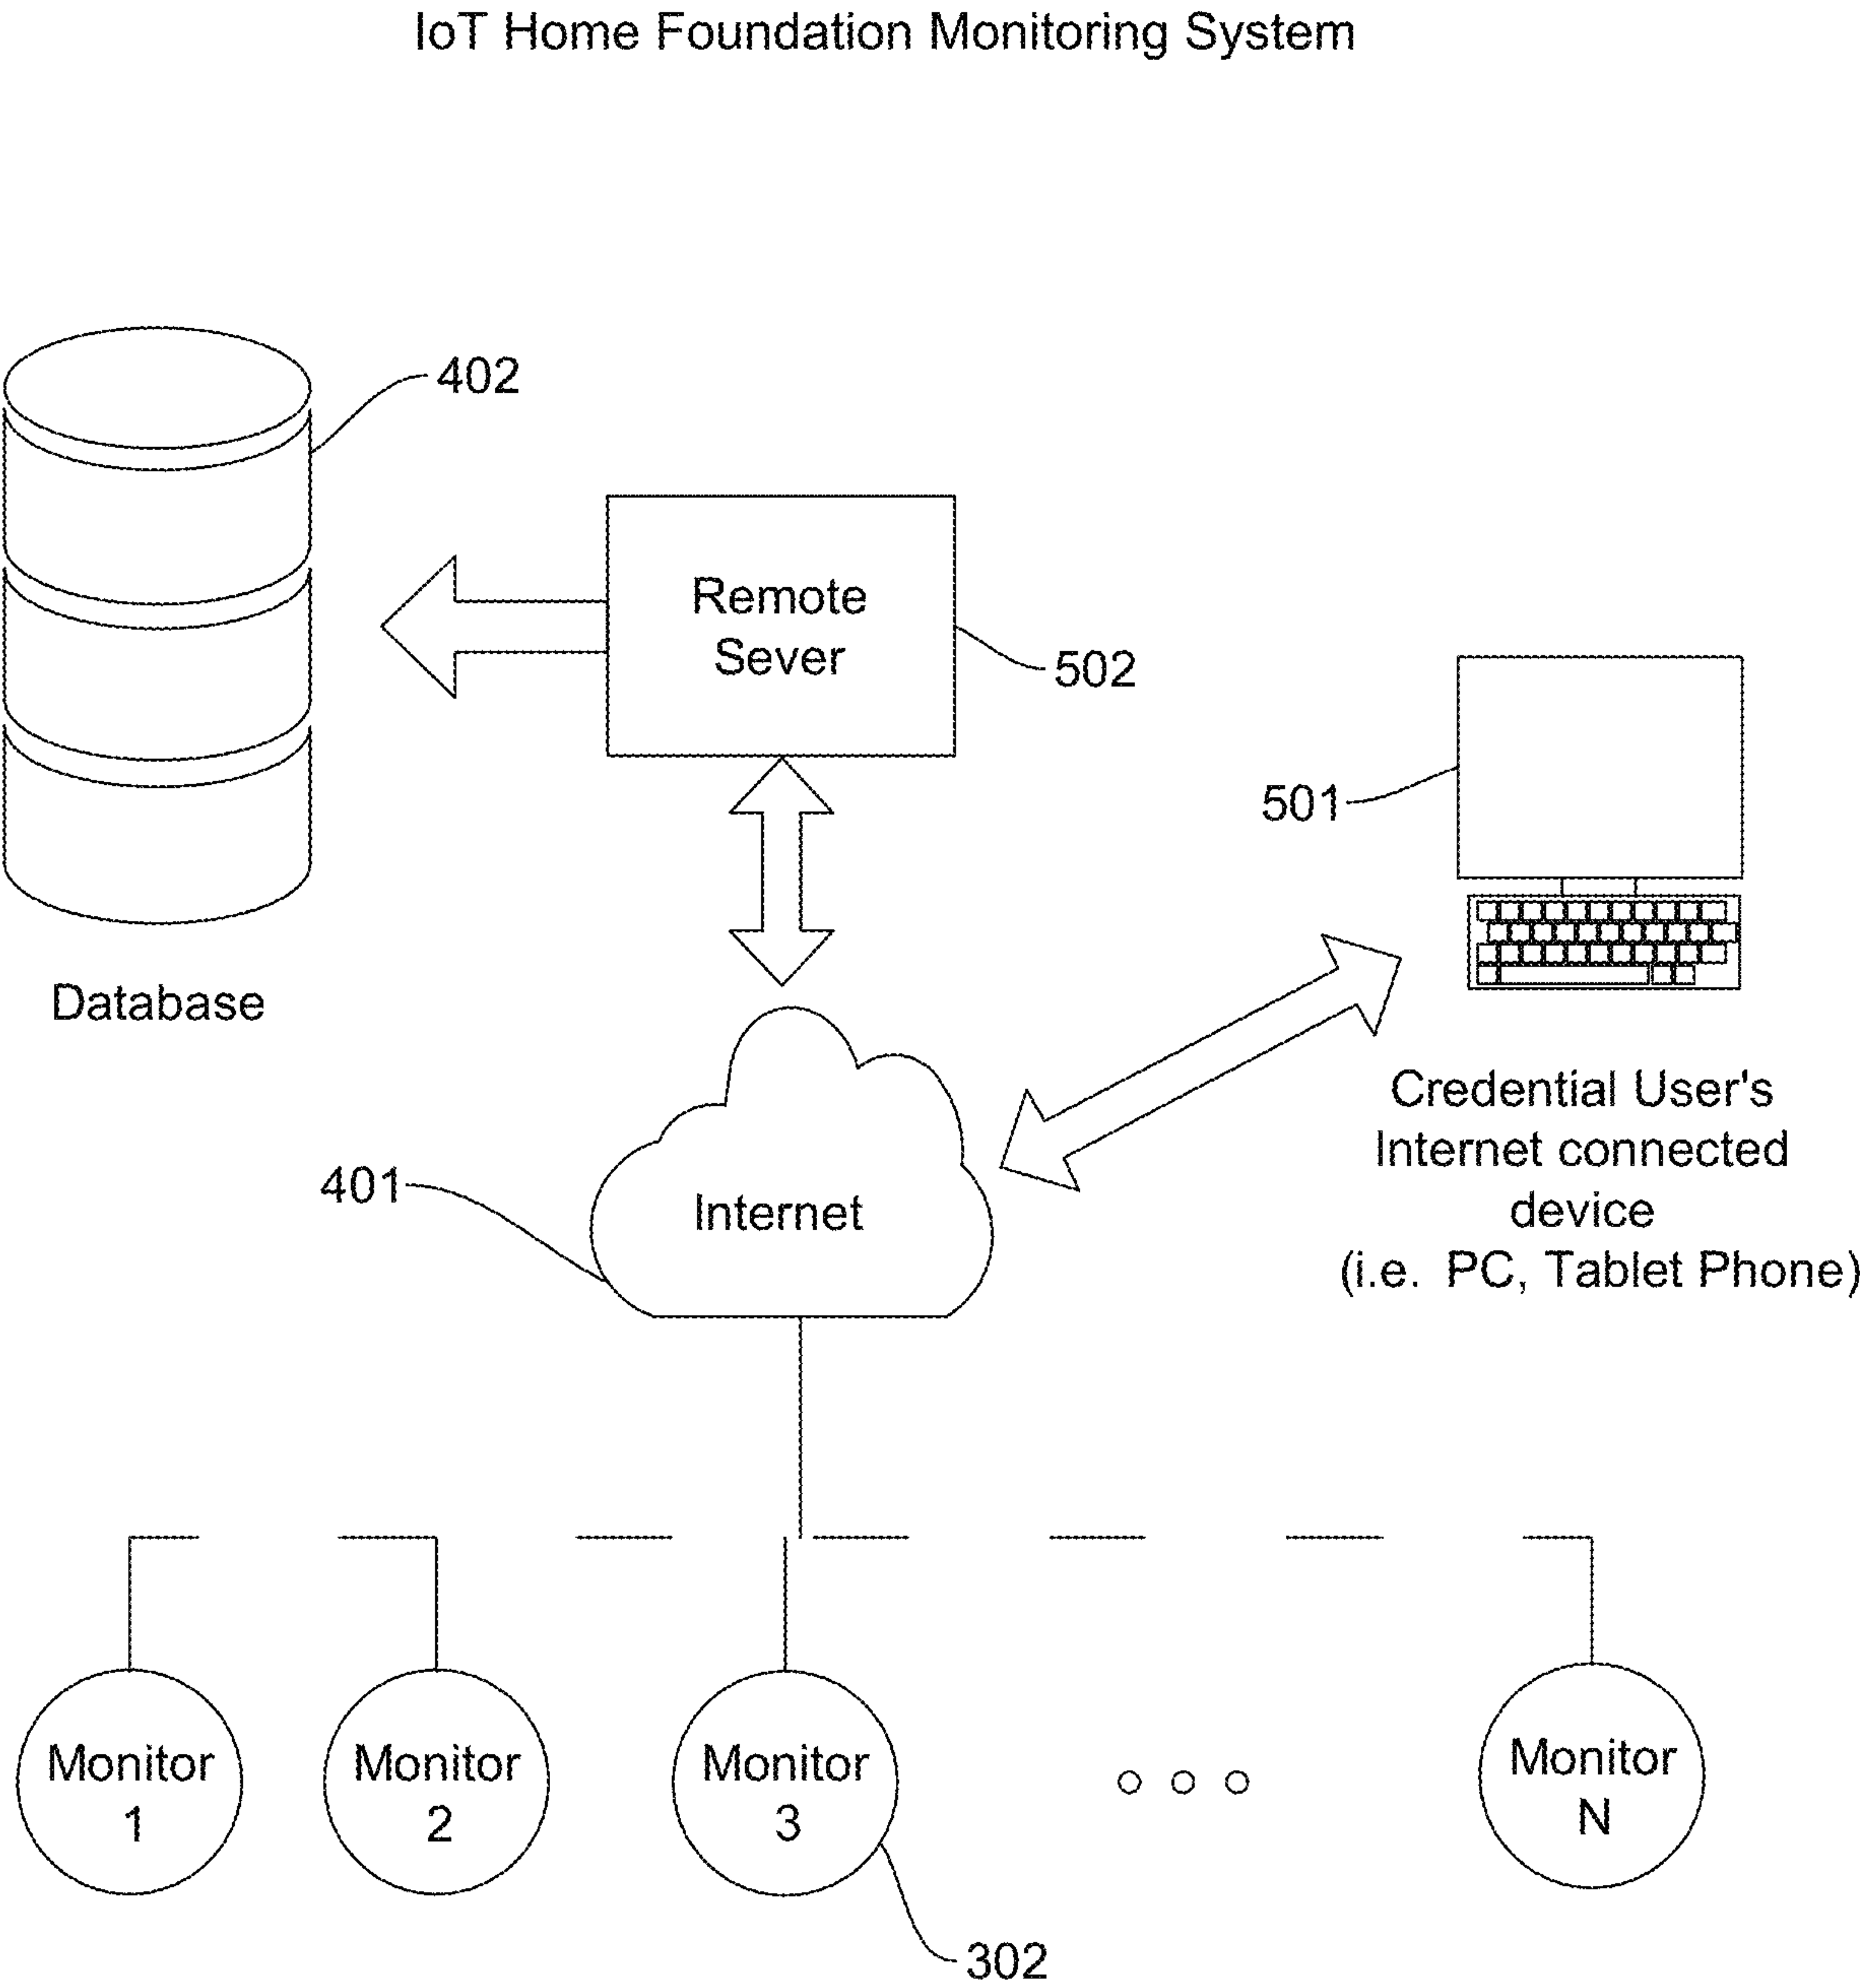 IoT Home Foundation Monitoring System
402
Remote
Sever
502
501
Database
Credential User's
Internet connected
device
(i.e. PC, Tablet Phone)
401
Internet
Monitor
1
Monitor
2
Monitor
3
Monitor
N
302